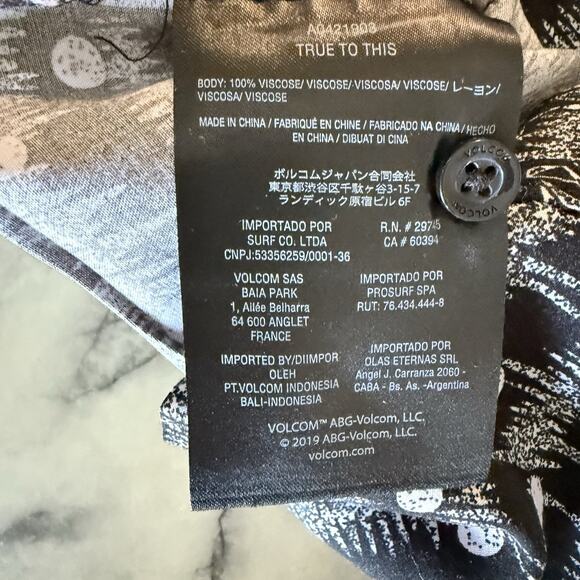 A0421903
TRUE TO THIS
BODY: 100% VISCOSE/ VISCOSE/ VISCOSA/ VISCOSE/ レーヨン/
VISCOSA/ VISCOSE
MADE IN CHINA / FABRIQUÉ EN CHINE / FABRICADO NA CHINA / HECHO
EN CHINA / DIBUAT DI CINA
ボルコムジャパン合同会社
東京都渋谷区千駄ヶ谷3-15-7
ランディック原宿ビル 6F
IMPORTADO POR
SURF CO. LTDA
CNPJ:53356259/0001-36
R.N. # 29745
CA # 60394
VOLCOM SAS
BAIA PARK
1, Allée Belharra
64 600 ANGLET
FRANCE
IMPORTADO POR
PROSURF SPA
RUT: 76.434.444-8
IMPORTED BY/DIIMPOR
OLEH
PT.VOLCOM INDONESIA
BALI-INDONESIA
IMPORTADO POR
OLAS ETERNAS SRL
Angel J. Carranza 2060 -
CABA - Bs. As. -Argentina
VOLCOM™ ABG-Volcom, LLC.
© 2019 ABG-Volcom, LLC.
volcom.com
VOLCOM
VOLCOM